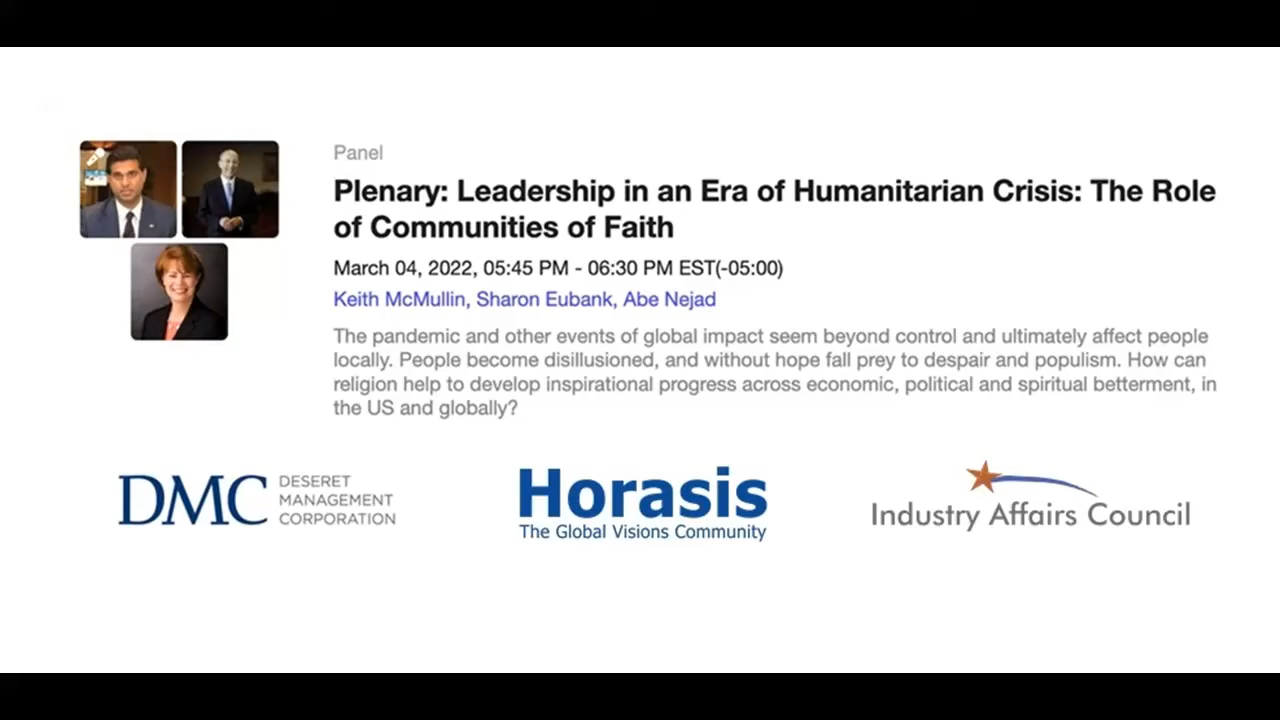 Panel
Plenary: Leadership in an Era of Humanitarian Crisis: The Role
of Communities of Faith
March 04, 2022, 05:45 PM - 06:30 PM EST(-05:00)
Keith McMullin, Sharon Eubank, Abe Nejad
The pandemic and other events of global impact seem beyond control and ultimately affect people
locally. People become disillusioned, and without hope fall prey to despair and populism. How can
religion help to develop inspirational progress across economic, political and spiritual betterment, in
the US and globally?
DMC
DESERET
MANAGEMENT
CORPORATION
Horasis
The Global Visions Community
Industry Affairs Council